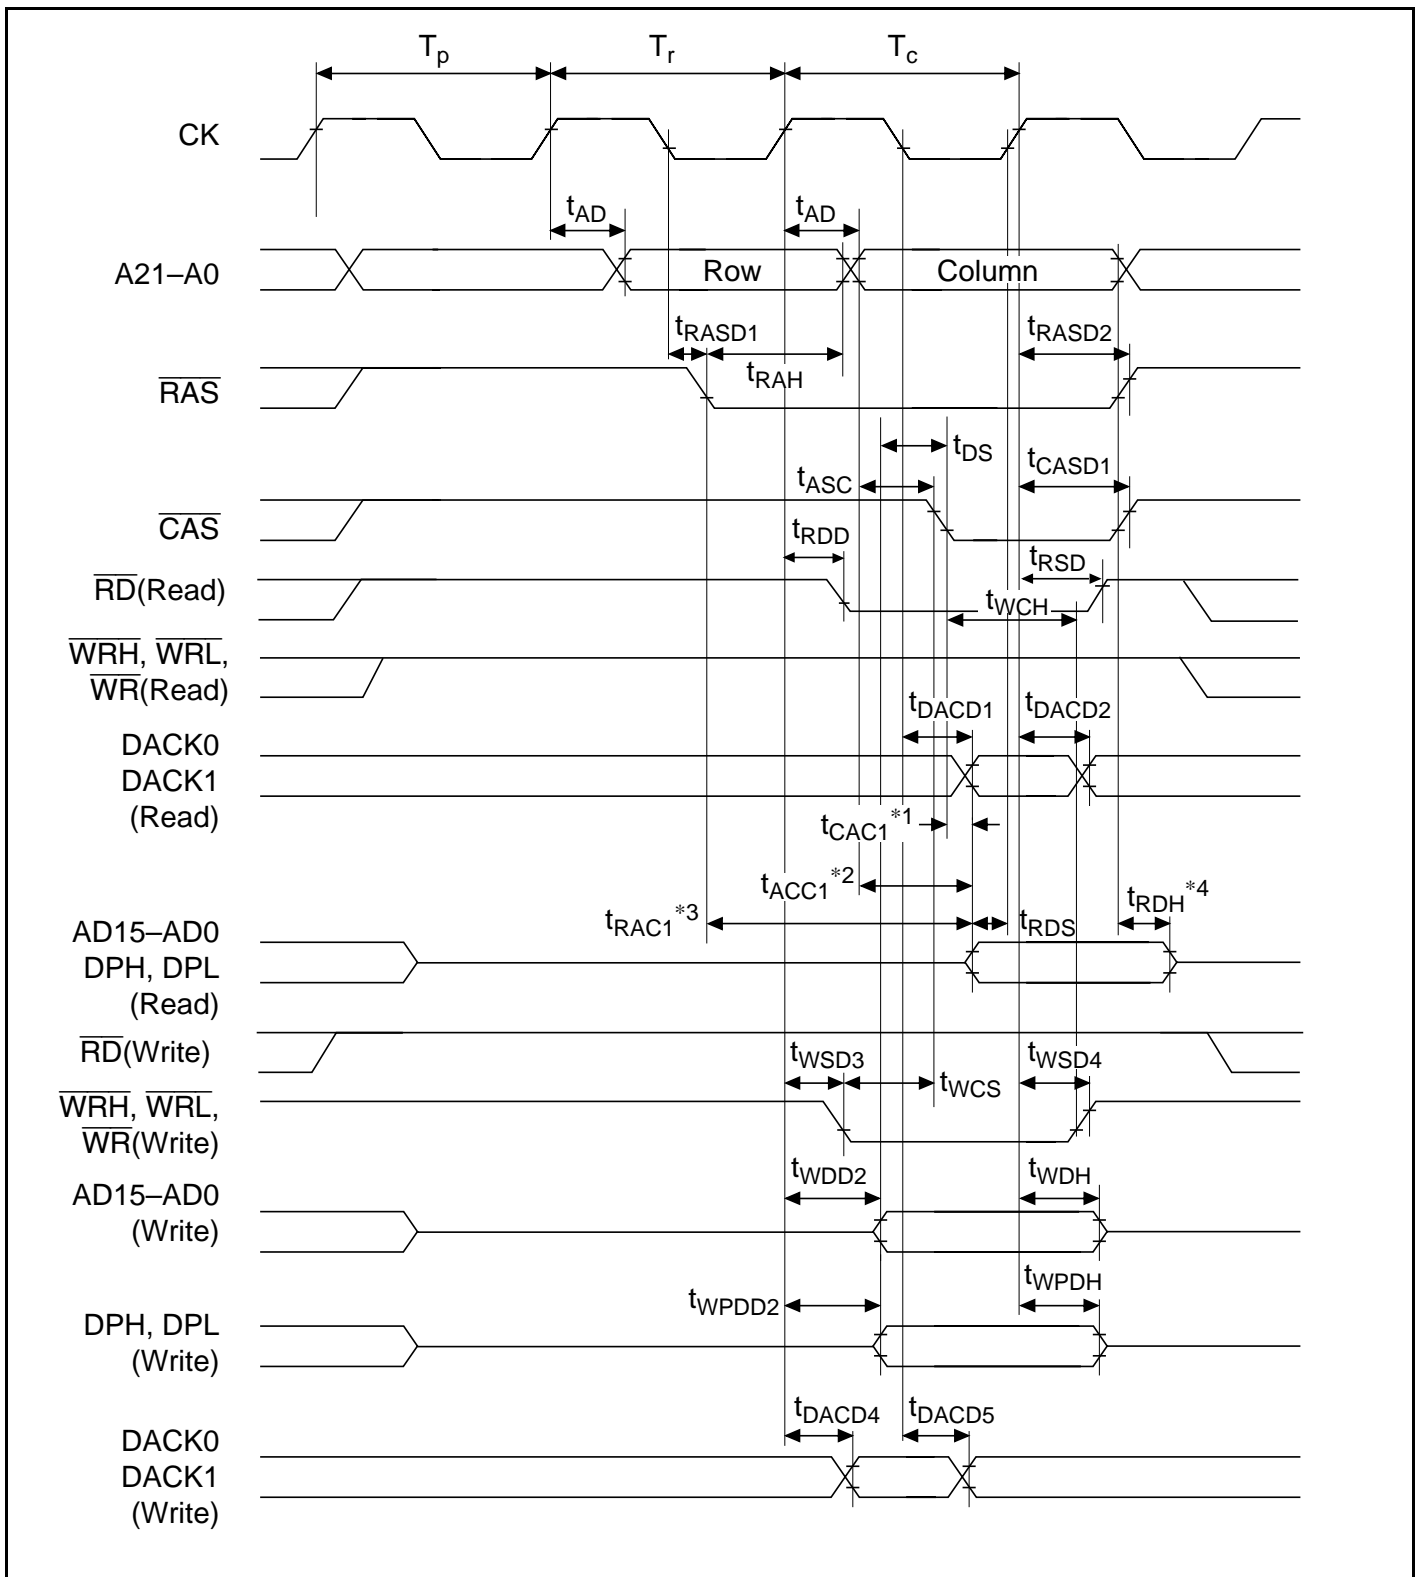 Tp Tr Tc
CK
tAD tAD
A21–A0 Row Column
tRASD1 tRASD2
tRAH
RAS
tDS
tCASD1
tASC
CAS
tRDD
tRSD
RD(Read)
tWCH
WRH, WRL,
WR(Read)
tDACD1 tDACD2
DACK0
DACK1
(Read)
tCAC1*1
tACC1*2
tRDH*4
tRAC1*3 tRDS
AD15–AD0
DPH, DPL
(Read)
RD(Write)
tWSD3 tWSD4
tWCS
WRH, WRL,
WR(Write)
tWDD2 tWDH
AD15–AD0
(Write)
tWPDH
tWPDD2
DPH, DPL
(Write)
tDACD4 tDACD5
DACK0
DACK1
(Write)